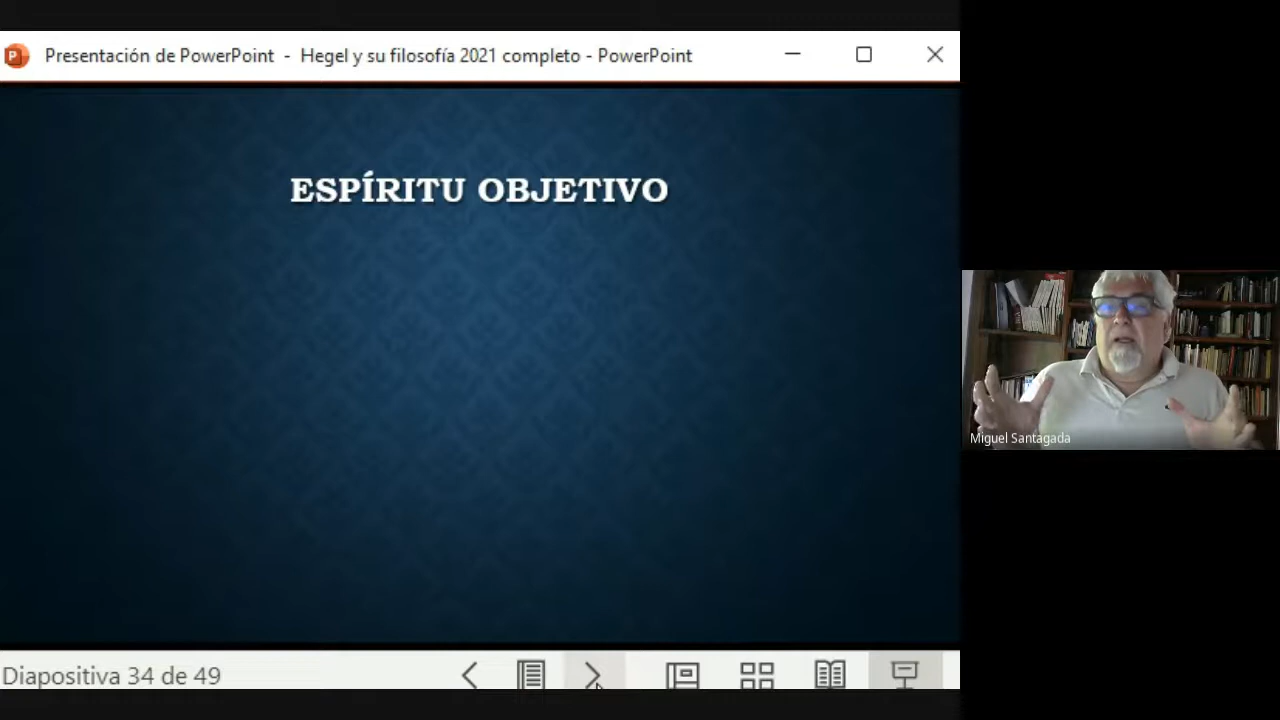 Presentación de PowerPoint - Hegel y su filosofía 2021 completo - PowerPoint
ESPÍRITU OBJETIVO
Miguel Santagada
Diapositiva 34 de 49